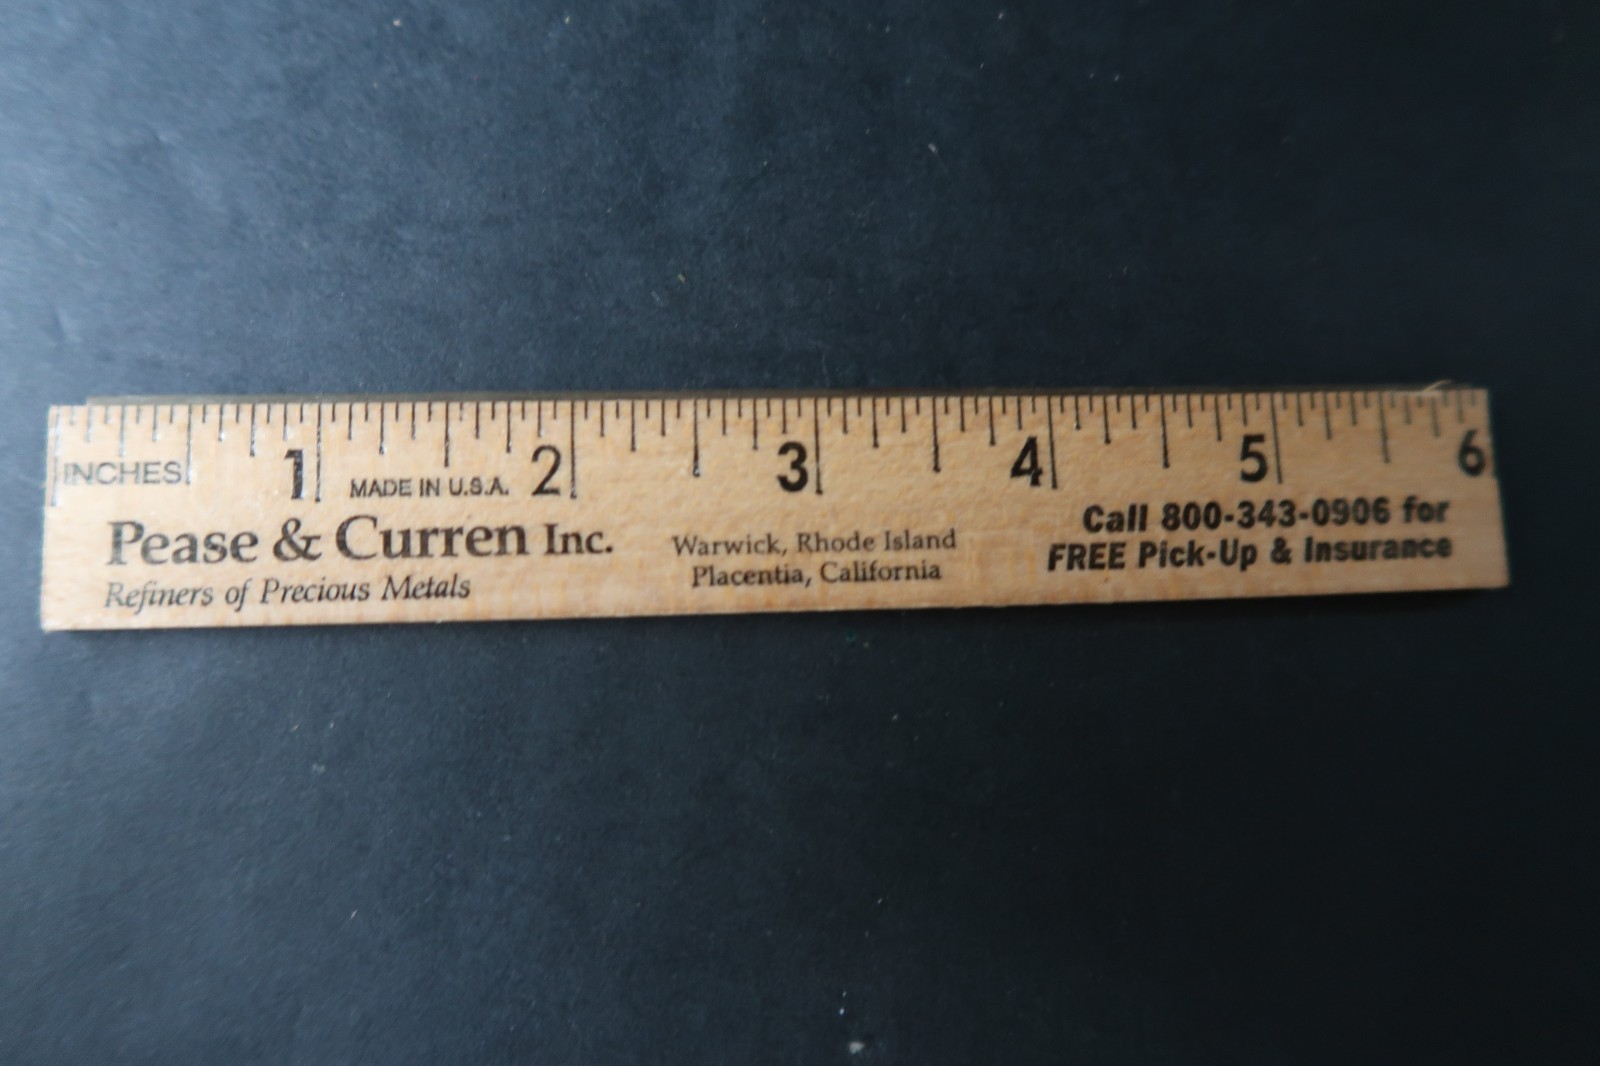 INCHES 1 MADE IN U.S.A. 2 3 4 5 6
Pease & Curren Inc.
Refiners of Precious Metals
Warwick, Rhode Island
Placentia, California
Call 800-343-0906 for
FREE Pick-Up & Insurance